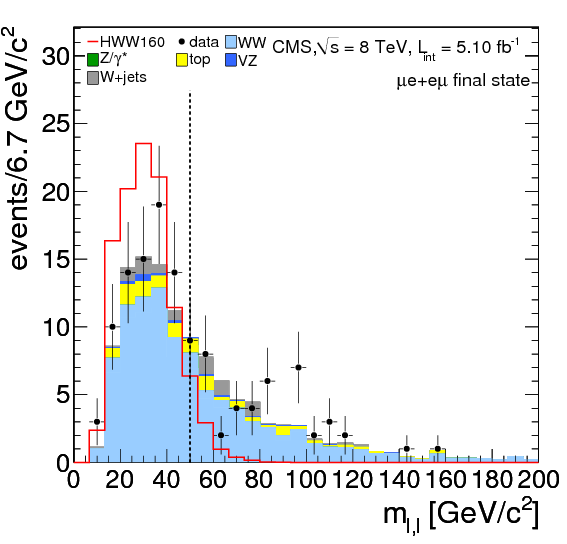 HWW160 data WW CMS,√s = 8 TeV, L_int = 5.10 fb⁻¹
Z/γ* top VZ
W+jets μe+eμ final state
events/6.7 GeV/c²
30
25
20
15
10
5
0
0 20 40 60 80 100 120 140 160 180 200
m_l,l [GeV/c²]